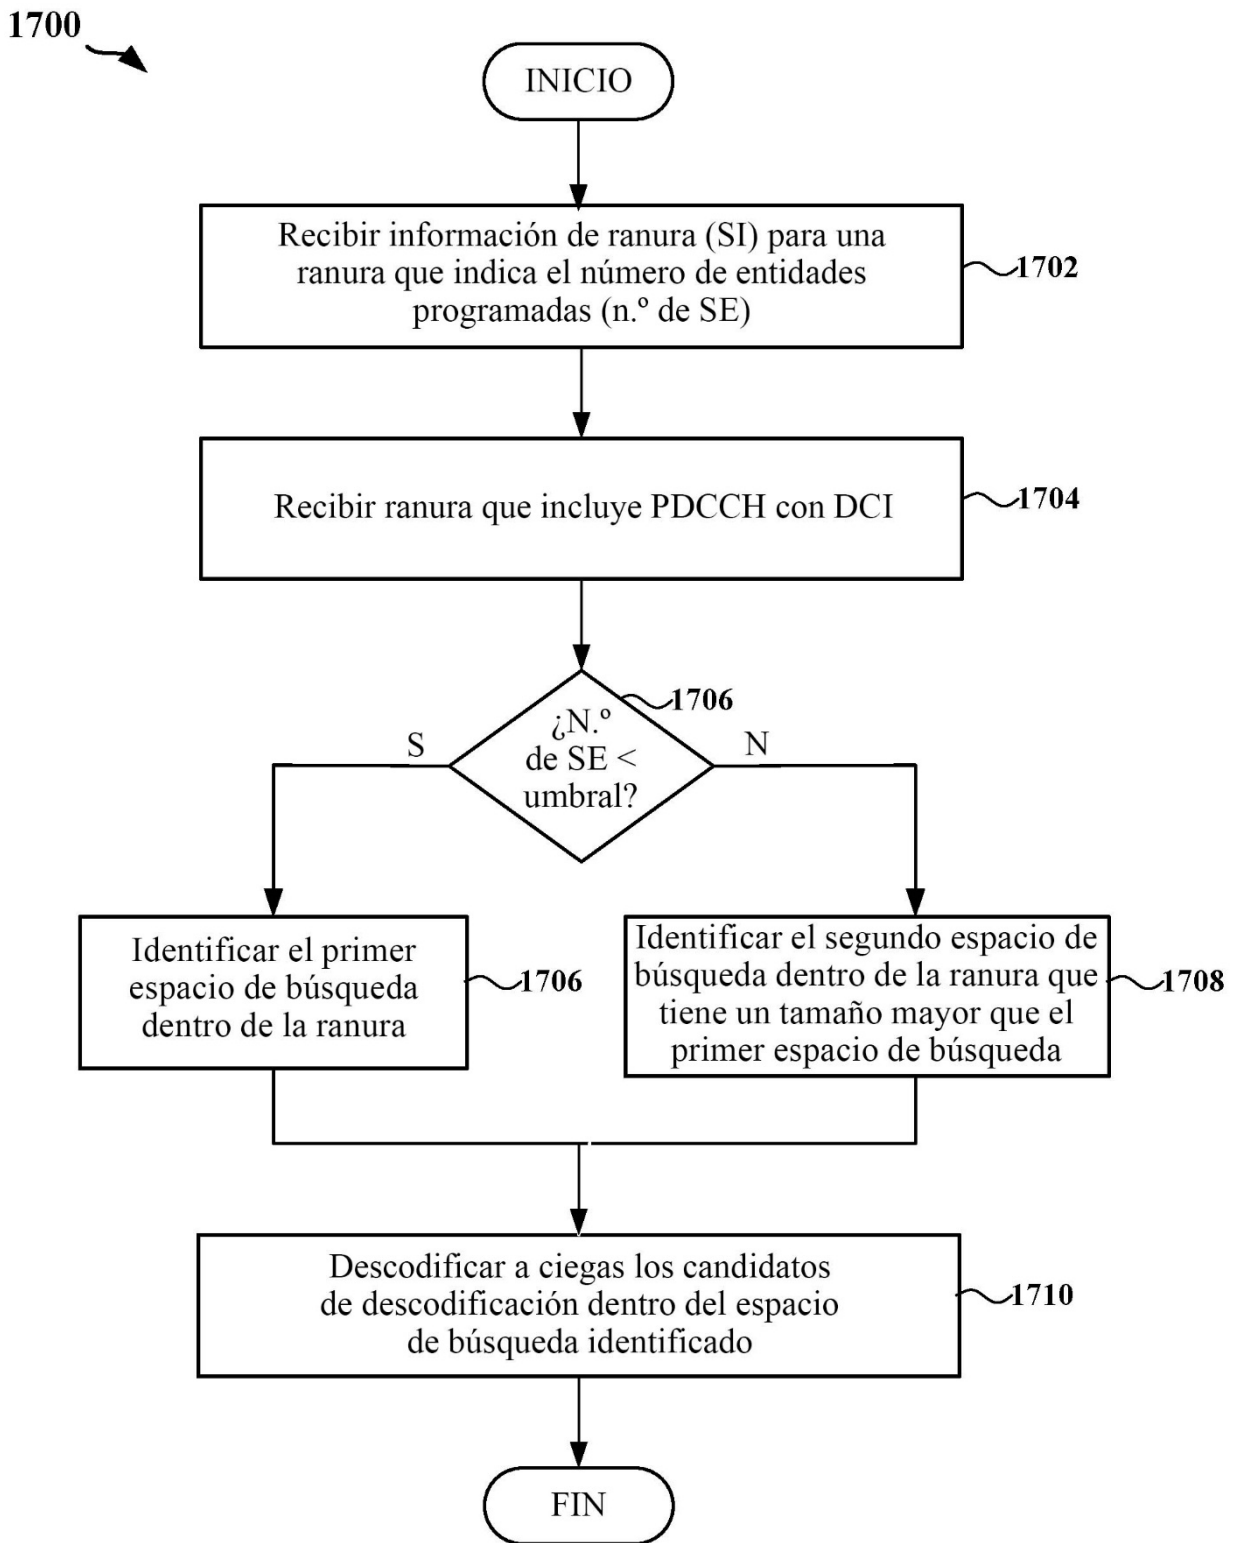 1700
INICIO
Recibir información de ranura (SI) para una
ranura que indica el número de entidades
programadas (n.º de SE)
1702
Recibir ranura que incluye PDCCH con DCI
1704
1706
¿N.º
de SE <
umbral?
S
N
Identificar el primer
espacio de búsqueda
dentro de la ranura
1706
Identificar el segundo espacio de
búsqueda dentro de la ranura que
tiene un tamaño mayor que el
primer espacio de búsqueda
1708
Descodificar a ciegas los candidatos
de descodificación dentro del espacio
de búsqueda identificado
1710
FIN